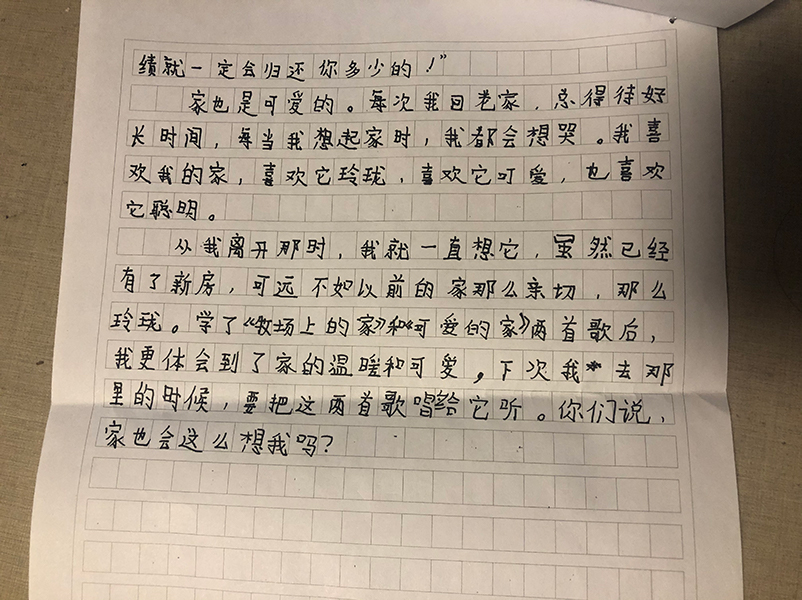 绩就一定会归还你多少的！”
家也是可爱的。每次我回老家，总得待好
长时间，每当我想起家时，我都会想哭。我喜
欢我的家，喜欢它玲珑，喜欢它可爱，也喜欢
它聪明。
从我离开那时，我就一直想它，虽然已经
有了新房，可远不如以前的家那么亲切，那么
玲珑。学了《牧场上的家》和《可爱的家》两首歌后，
我更体会到了家的温暖和可爱，下次我去那
里的时候，要把这两首歌唱给它听。你们说，
家也会这么想我吗？